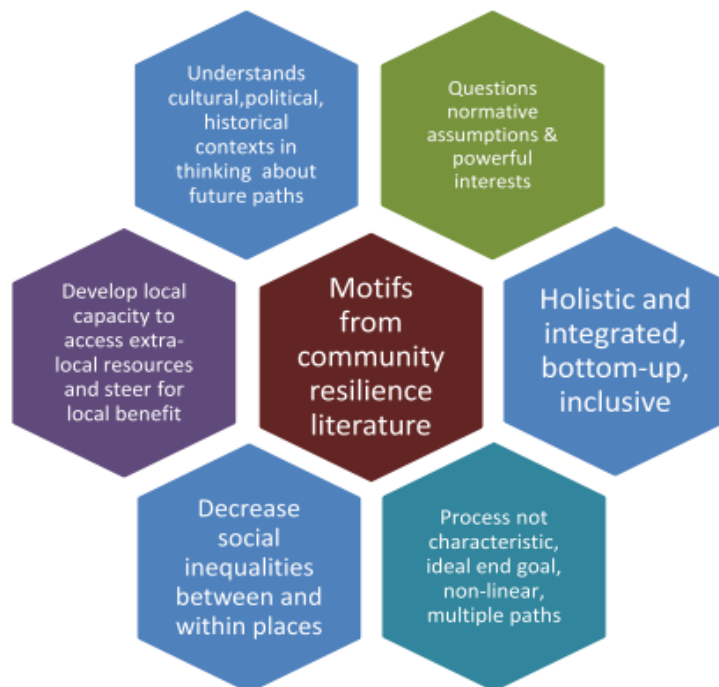 Understands
cultural,political,
historical
contexts in
thinking about
future paths
Questions
normative
assumptions &
powerful
interests
Develop local
capacity to
access extra-
local resources
and steer for
local benefit
Motifs
from
community
resilience
literature
Holistic and
integrated,
bottom-up,
inclusive
Decrease
social
inequalities
between and
within places
Process not
characteristic,
ideal end goal,
non-linear,
multiple paths